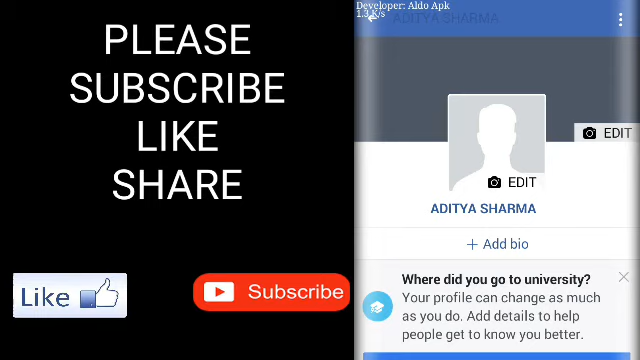 PLEASE
SUBSCRIBE
LIKE
SHARE
Like
Subscribe
Developer: Aldo Apk
1.3 K/s
ADITYA SHARMA
EDIT
EDIT
ADITYA SHARMA
+ Add bio
Where did you go to university?
Your profile can change as much
as you do. Add details to help
people get to know you better.